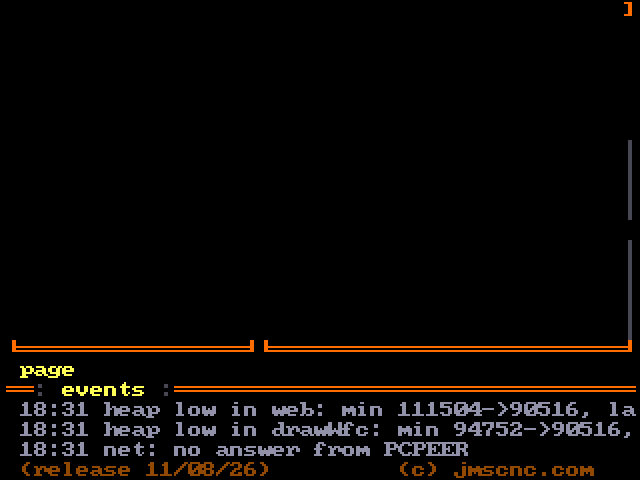 ]
page
: events :
18:31 heap low in web: min 111504->90516, la
18:31 heap low in drawWfc: min 94752->90516,
18:31 net: no answer from PCPEER
(release 11/08/26) (c) jmscnc.com